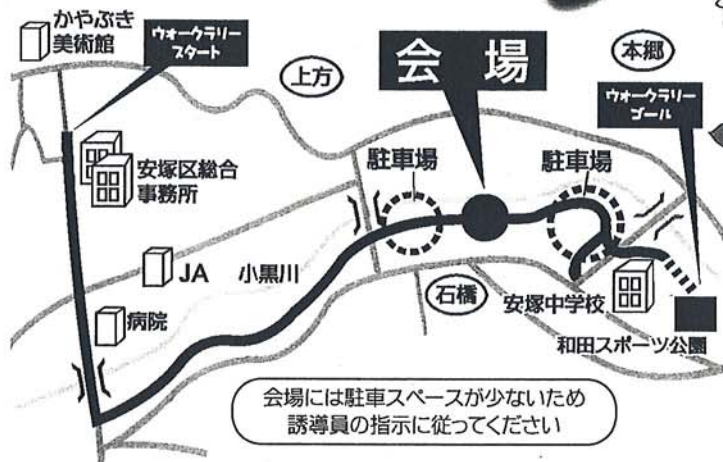 かやぶき
美術館
ウォークラリー
スタート
上方
会場
本郷
ウォークラリー
ゴール
安塚区総合
事務所
駐車場
駐車場
JA
小黒川
病院
石橋
安塚中学校
和田スポーツ公園
会場には駐車スペースが少ないため
誘導員の指示に従ってください